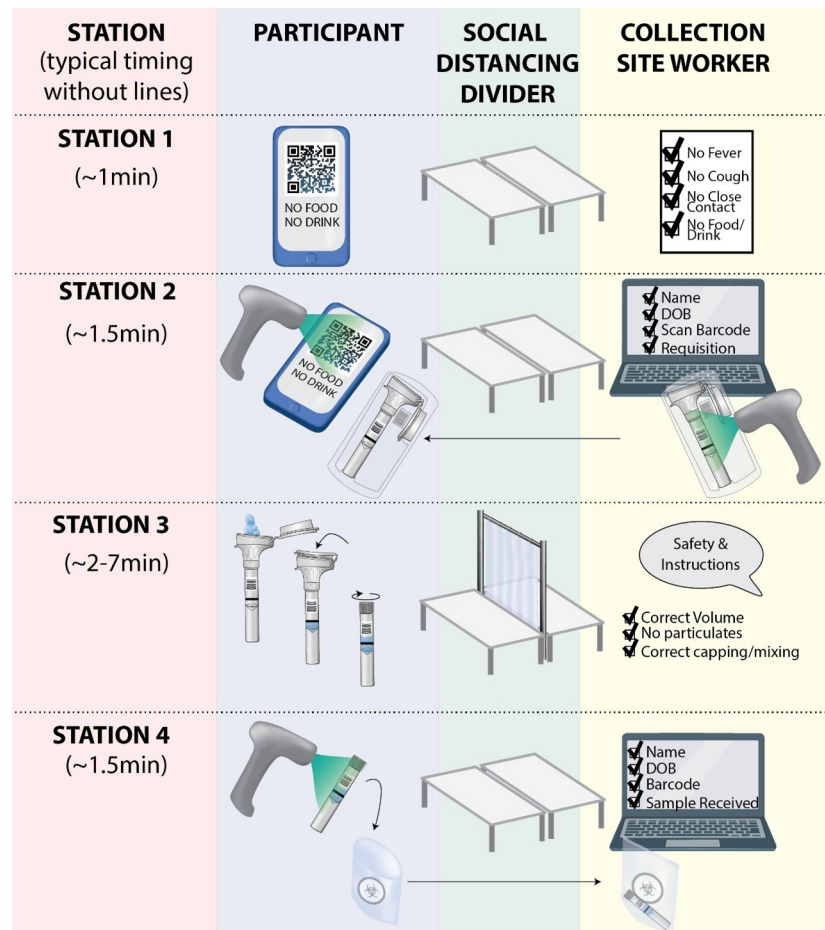 STATION
(typical timing
without lines)
PARTICIPANT
SOCIAL
DISTANCING
DIVIDER
COLLECTION
SITE WORKER
STATION 1
(~1min)
NO FOOD
NO DRINK
No Fever
No Cough
No Close
Contact
No Food/
Drink
STATION 2
(~1.5min)
NO FOOD
NO DRINK
Name
DOB
Scan Barcode
Requisition
STATION 3
(~2-7min)
Safety &
Instructions
Correct Volume
No particulates
Correct capping/mixing
STATION 4
(~1.5min)
Name
DOB
Barcode
Sample Received